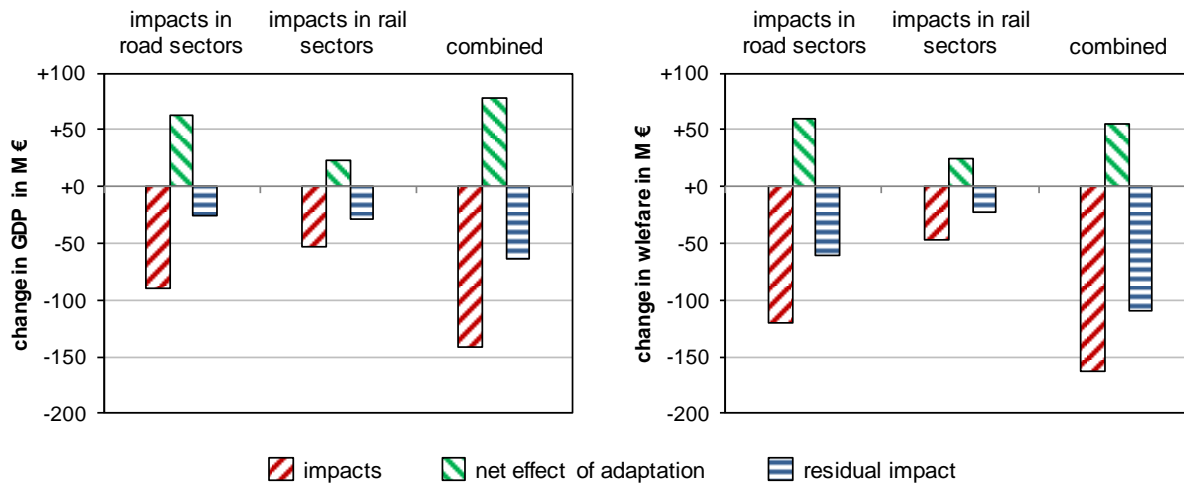 impacts in
road sectors
impacts in rail
sectors
combined
+100
+50
+0
-50
-100
-150
-200
change in GDP in M €
impacts in
road sectors
impacts in rail
sectors
combined
+100
+50
+0
-50
-100
-150
-200
change in wlefare in M €
impacts
net effect of adaptation
residual impact